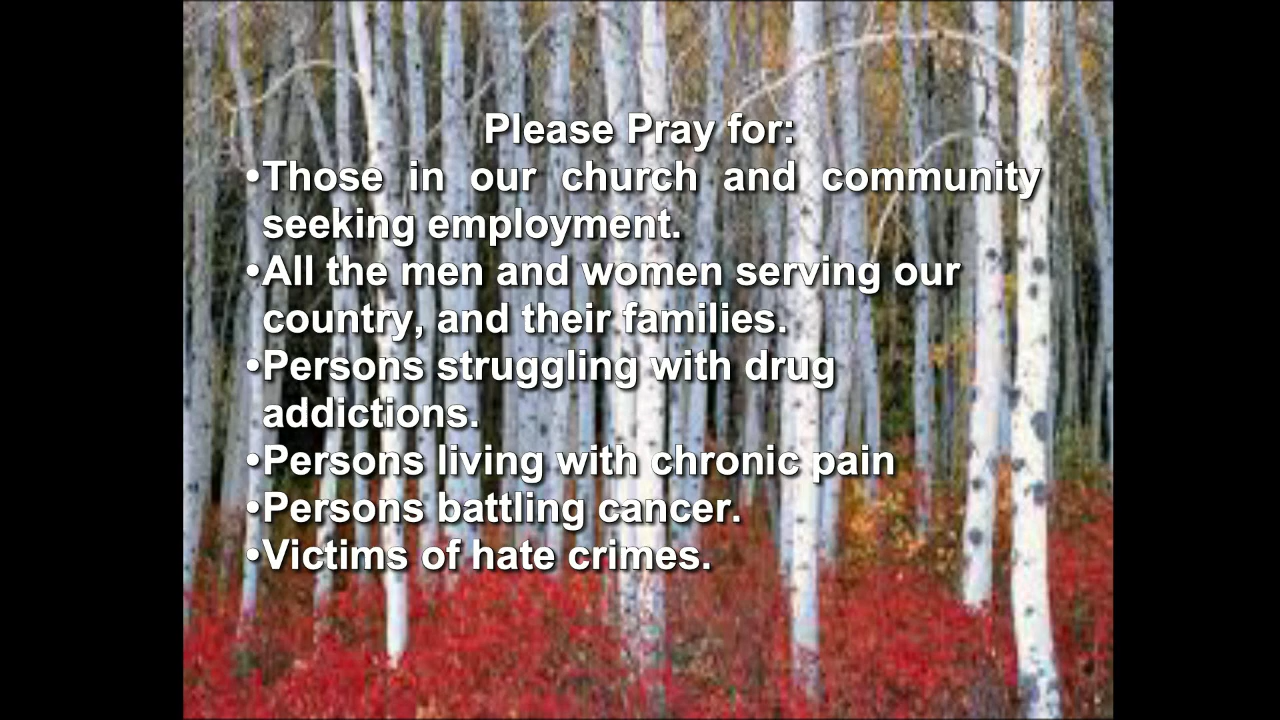 Please Pray for:
•Those in our church and community
seeking employment.
•All the men and women serving our
country, and their families.
•Persons struggling with drug
addictions.
•Persons living with chronic pain
•Persons battling cancer.
•Victims of hate crimes.